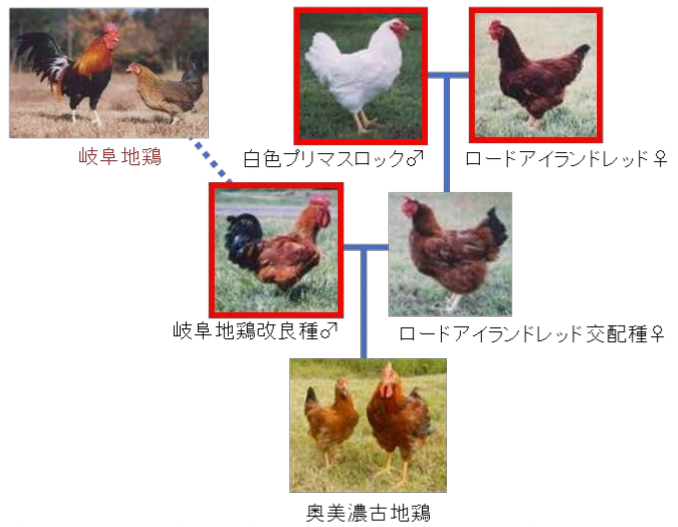 岐阜地鶏
白色プリマスロック♂
ロードアイランドレッド♀
岐阜地鶏改良種♂
ロードアイランドレッド交配種♀
奥美濃古地鶏